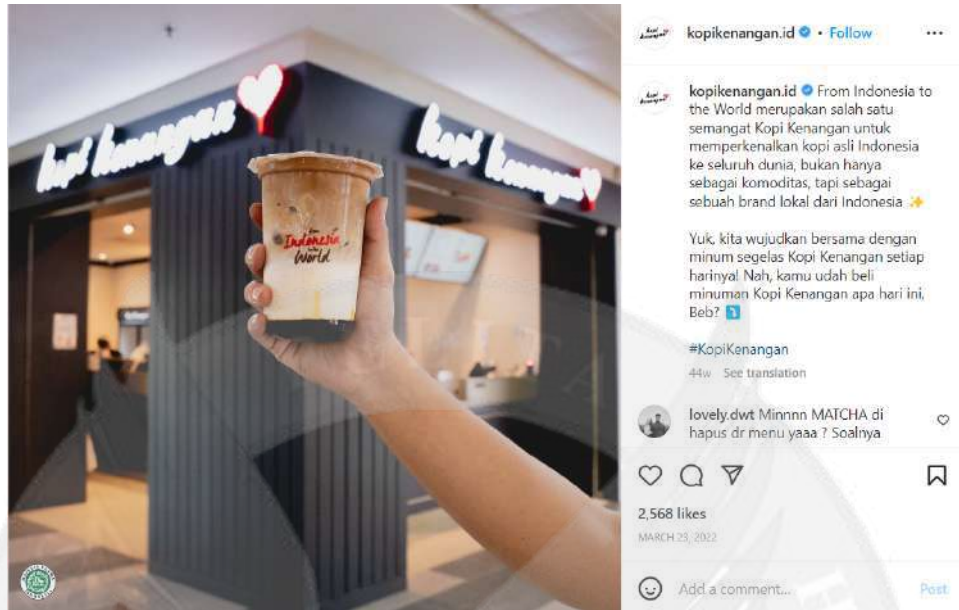 kopi kenangan
kopi kenangan
from
Indonesia
to the
World
kopikenangan.id • Follow
kopikenangan.id From Indonesia to
the World merupakan salah satu
semangat Kopi Kenangan untuk
memperkenalkan kopi asli Indonesia
ke seluruh dunia, bukan hanya
sebagai komoditas, tapi sebagai
sebuah brand lokal dari Indonesia
Yuk, kita wujudkan bersama dengan
minum segelas Kopi Kenangan setiap
harinya! Nah, kamu udah beli
minuman Kopi Kenangan apa hari ini,
Beb?
#KopiKenangan
44w See translation
lovely.dwt Minnnn MATCHA di
hapus dr menu yaaa ? Soalnya
2,568 likes
MARCH 23, 2022
Add a comment...
Post